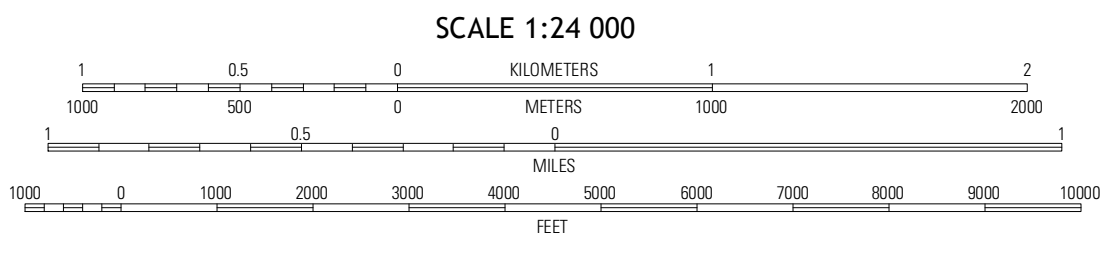 SCALE 1:24 000
1 0.5 0 KILOMETERS 1 2
1000 500 0 METERS 1000 2000
1 0.5 0 1
MILES
1000 0 1000 2000 3000 4000 5000 6000 7000 8000 9000 10000
FEET